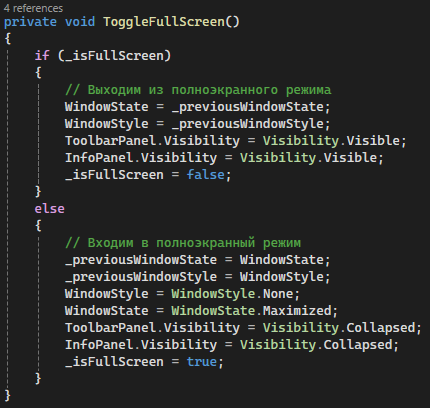 4 references
private void ToggleFullScreen()
{
if (_isFullScreen)
{
// Выходим из полноэкранного режима
WindowState = _previousWindowState;
WindowStyle = _previousWindowStyle;
ToolbarPanel.Visibility = Visibility.Visible;
InfoPanel.Visibility = Visibility.Visible;
_isFullScreen = false;
}
else
{
// Входим в полноэкранный режим
_previousWindowState = WindowState;
_previousWindowStyle = WindowStyle;
WindowStyle = WindowStyle.None;
WindowState = WindowState.Maximized;
ToolbarPanel.Visibility = Visibility.Collapsed;
InfoPanel.Visibility = Visibility.Collapsed;
_isFullScreen = true;
}
}